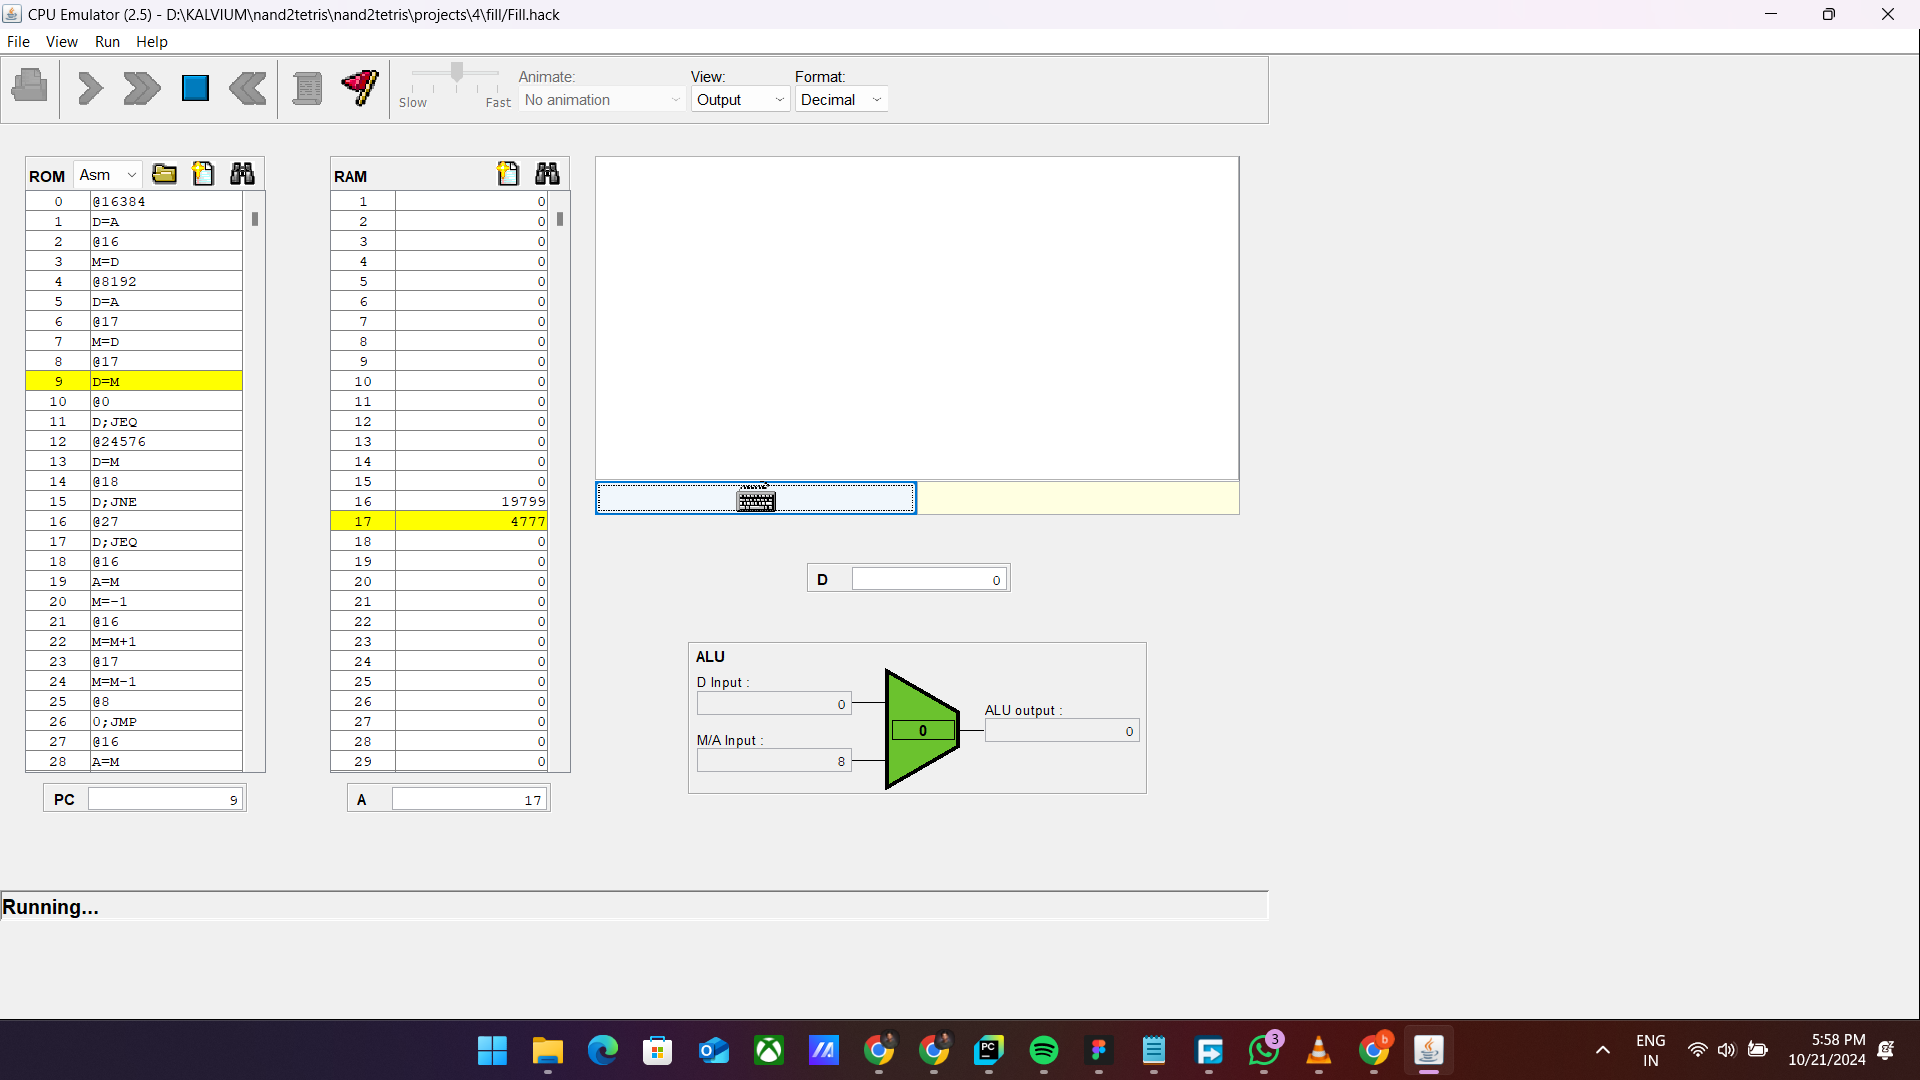 CPU Emulator (2.5) - D:\KALVIUM\nand2tetris\nand2tetris\projects\4\fill/Fill.hack
File View Run Help
Slow Fast
Animate:
No animation
View:
Output
Format:
Decimal
ROM Asm
0 @16384
1 D=A
2 @16
3 M=D
4 @8192
5 D=A
6 @17
7 M=D
8 @17
9 D=M
10 @0
11 D;JEQ
12 @24576
13 D=M
14 @18
15 D;JNE
16 @27
17 D;JEQ
18 @16
19 A=M
20 M=-1
21 @16
22 M=M+1
23 @17
24 M=M-1
25 @8
26 0;JMP
27 @16
28 A=M
PC 9
RAM
1 0
2 0
3 0
4 0
5 0
6 0
7 0
8 0
9 0
10 0
11 0
12 0
13 0
14 0
15 0
16 19799
17 4777
18 0
19 0
20 0
21 0
22 0
23 0
24 0
25 0
26 0
27 0
28 0
29 0
A 17
D 0
ALU
D Input :
0
M/A Input :
8
0
ALU output :
0
Running...
PC
3
b
ENG
IN
5:58 PM
10/21/2024